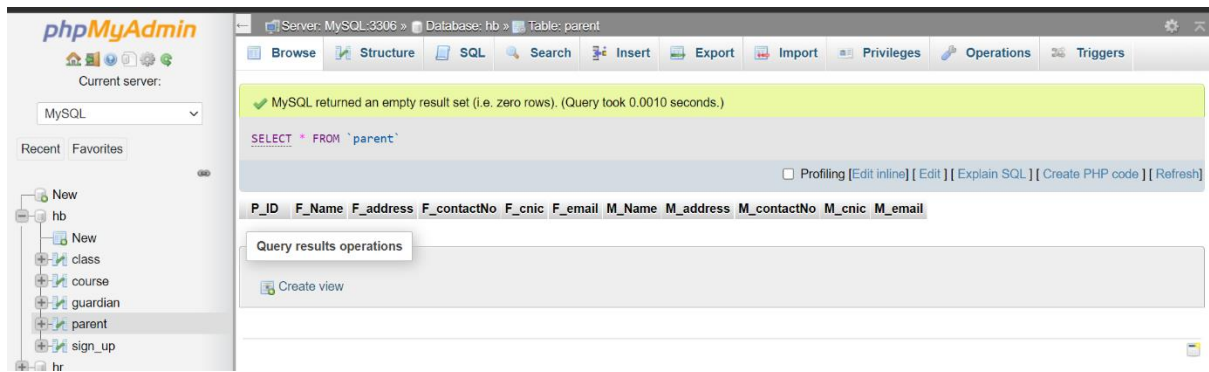 phpMyAdmin
Current server:
MySQL
Recent Favorites
New
hb
New
class
course
guardian
parent
sign_up
hr
Server: MySQL:3306 » Database: hb » Table: parent
Browse Structure SQL Search Insert Export Import Privileges Operations Triggers
MySQL returned an empty result set (i.e. zero rows). (Query took 0.0010 seconds.)
SELECT * FROM `parent`
Profiling [Edit inline] [ Edit ] [ Explain SQL ] [ Create PHP code ] [ Refresh]
P_ID F_Name F_address F_contactNo F_cnic F_email M_Name M_address M_contactNo M_cnic M_email
Query results operations
Create view